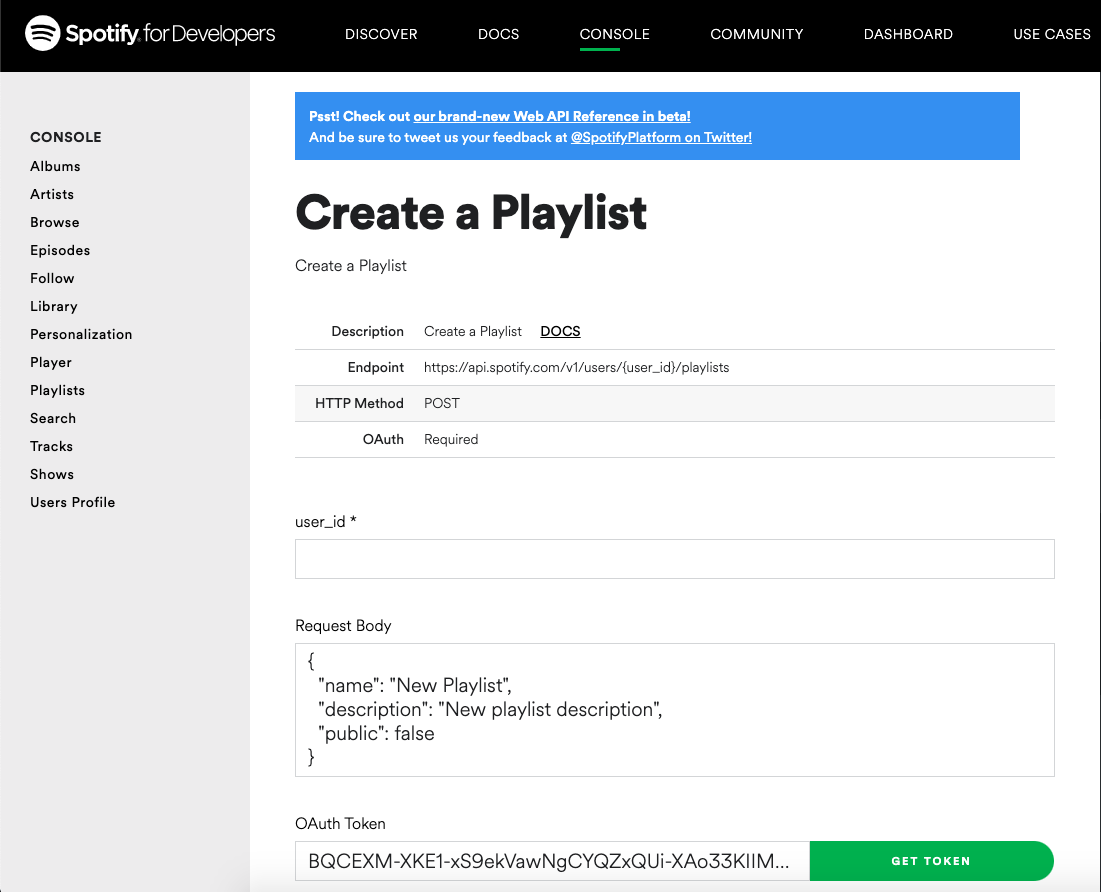 Spotify for Developers
DISCOVER
DOCS
CONSOLE
COMMUNITY
DASHBOARD
USE CASES
CONSOLE
Albums
Artists
Browse
Episodes
Follow
Library
Personalization
Player
Playlists
Search
Tracks
Shows
Users Profile
Psst! Check out our brand-new Web API Reference in beta!
And be sure to tweet us your feedback at @SpotifyPlatform on Twitter!
Create a Playlist
Create a Playlist
Description Create a Playlist DOCS
Endpoint https://api.spotify.com/v1/users/{user_id}/playlists
HTTP Method POST
OAuth Required
user_id *
Request Body
{
"name": "New Playlist",
"description": "New playlist description",
"public": false
}
OAuth Token
BQCEXM-XKE1-xS9ekVawNgCYQZxQUi-XAo33KIIM... GET TOKEN